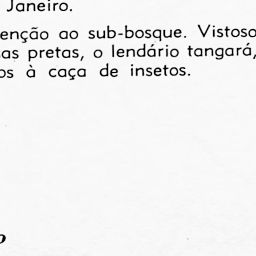 Janeiro.
enção ao sub-bosque. Vistoso
as pretas, o lendário tangará,
os à caça de insetos.
o